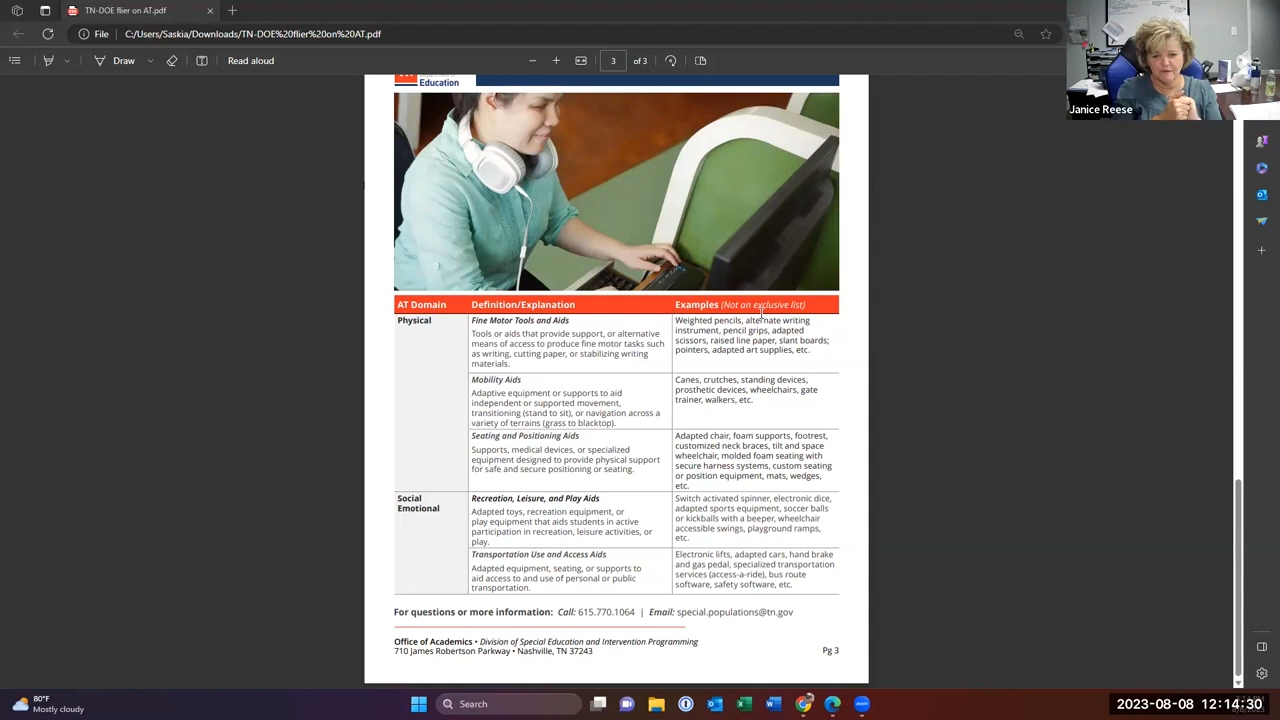 TN-DOE flier on AT.pdf
File
C:/Users/Saskia/Downloads/TN-DOE%20flier%20on%20AT.pdf
Draw
Read aloud
3
of 3
Janice Reese
Education
AT Domain
Definition/Explanation
Examples (Not an exclusive list)
Physical
Fine Motor Tools and Aids
Tools or aids that provide support, or alternative
means of access to produce fine motor tasks such
as writing, cutting paper, or stabilizing writing
materials.
Weighted pencils, alternate writing
instrument, pencil grips, adapted
scissors, raised line paper, slant boards;
pointers, adapted art supplies, etc.
Mobility Aids
Adaptive equipment or supports to aid
independent or supported movement,
transitioning (stand to sit), or navigation across a
variety of terrains (grass to blacktop).
Canes, crutches, standing devices,
prosthetic devices, wheelchairs, gate
trainer, walkers, etc.
Seating and Positioning Aids
Supports, medical devices, or specialized
equipment designed to provide physical support
for safe and secure positioning or seating.
Adapted chair, foam supports, footrest,
customized neck braces, tilt and space
wheelchair, molded foam seating with
secure harness systems, custom seating
or position equipment, mats, wedges,
etc.
Social
Emotional
Recreation, Leisure, and Play Aids
Adapted toys, recreation equipment, or
play equipment that aids students in active
participation in recreation, leisure activities, or
play.
Switch activated spinner, electronic dice,
adapted sports equipment, soccer balls
or kickballs with a beeper, wheelchair
accessible swings, playground ramps,
etc.
Transportation Use and Access Aids
Adapted equipment, seating, or supports to
aid access to and use of personal or public
transportation.
Electronic lifts, adapted cars, hand brake
and gas pedal, specialized transportation
services (access-a-ride), bus route
software, safety software, etc.
For questions or more information: Call: 615.770.1064 | Email: special.populations@tn.gov
Office of Academics • Division of Special Education and Intervention Programming
710 James Robertson Parkway • Nashville, TN 37243
Pg 3
80°F
Mostly cloudy
Search
2023-08-08 12:14:30